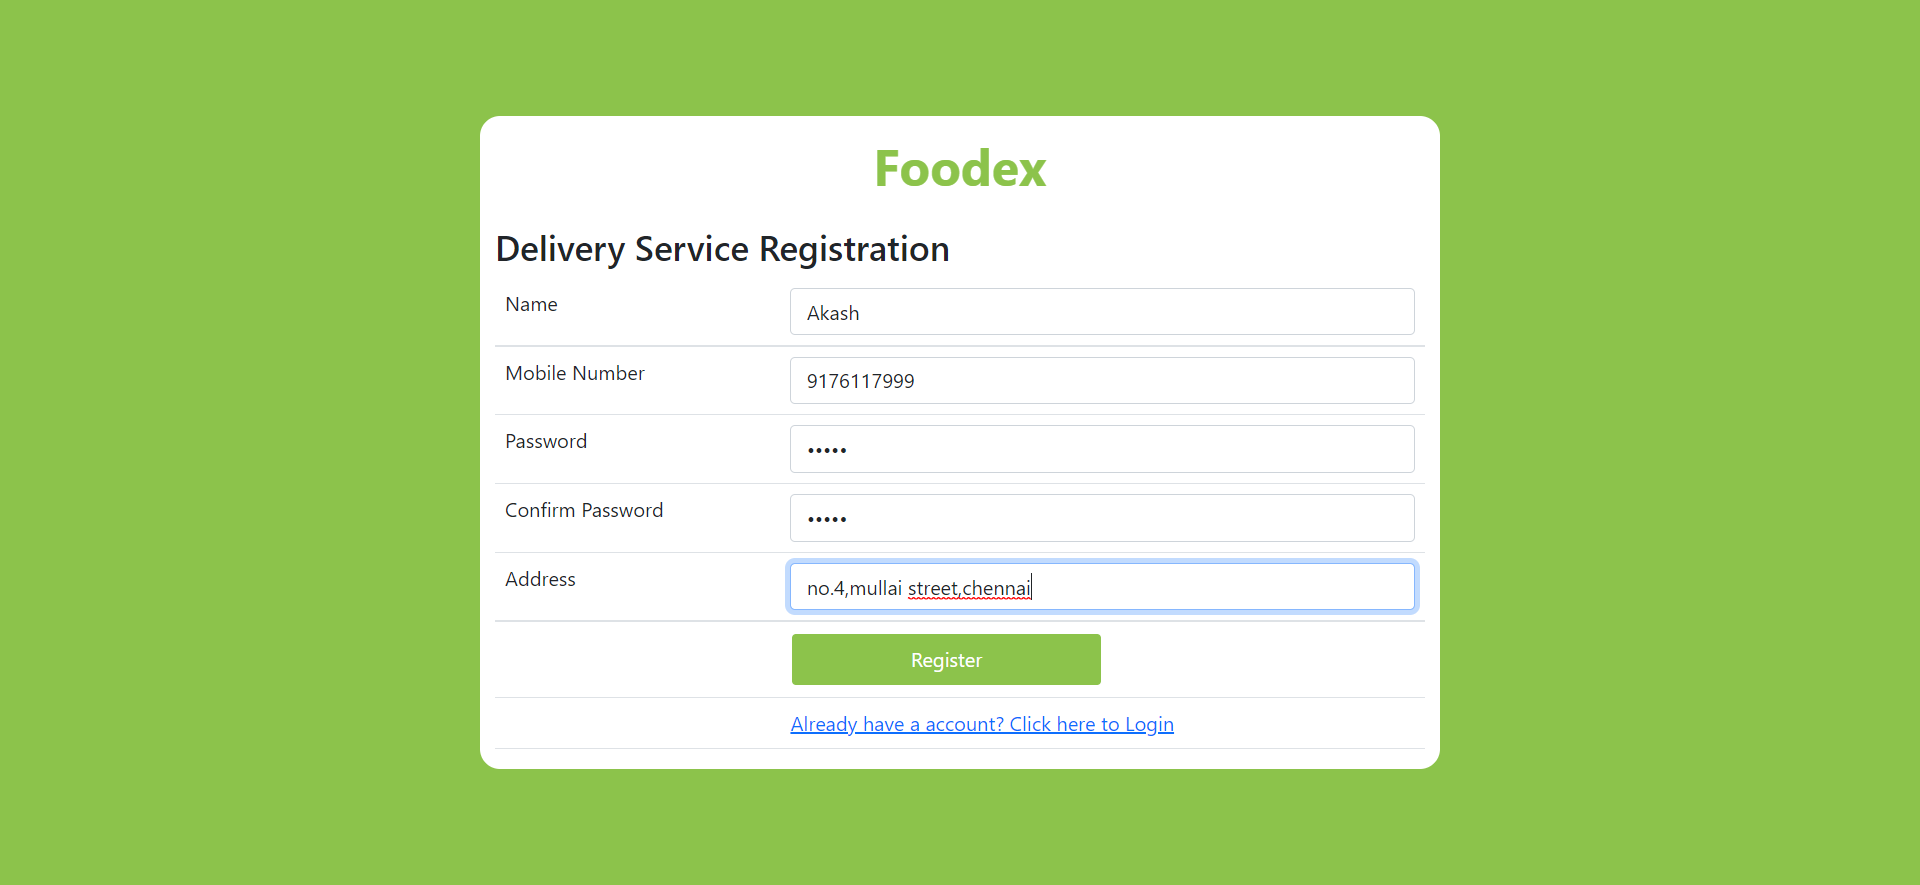 Foodex
Delivery Service Registration
Name Akash
Mobile Number 9176117999
Password •••••
Confirm Password •••••
Address no.4,mullai street,chennai
Register
Already have a account? Click here to Login